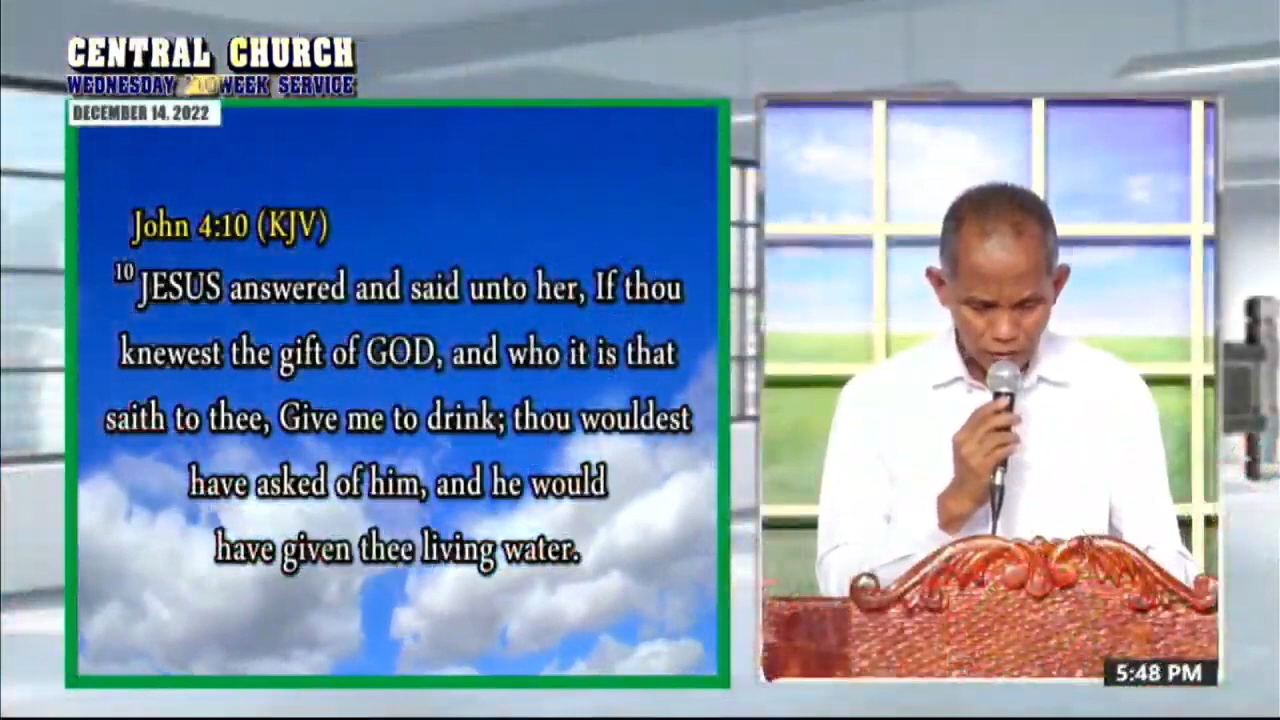 CENTRAL CHURCH
WEDNESDAY WEEK SERVICE
DECEMBER 14, 2022
John 4:10 (KJV)
10 JESUS answered and said unto her, If thou
knewest the gift of GOD, and who it is that
saith to thee, Give me to drink; thou wouldest
have asked of him, and he would
have given thee living water.
5:48 PM